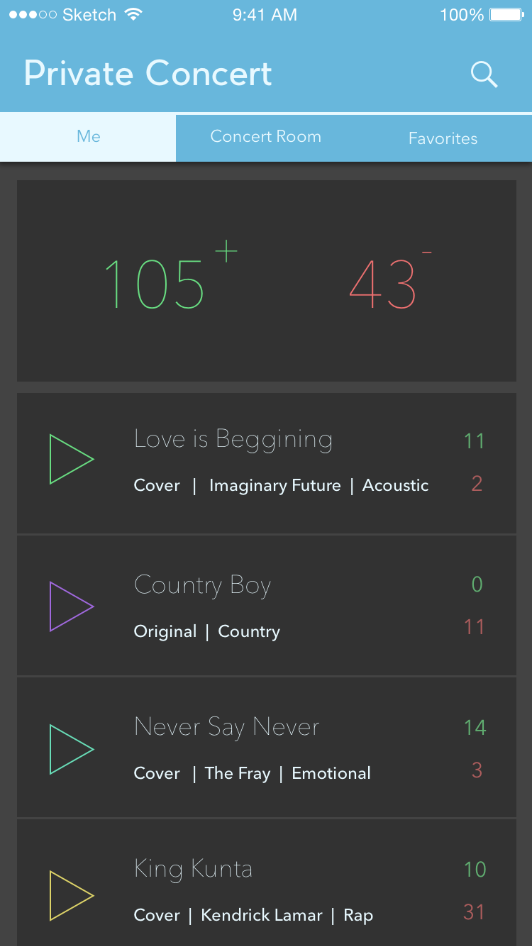 Sketch 9:41 AM 100%
Private Concert
Me Concert Room Favorites
105+ 43-
Love is Beggining 11
Cover | Imaginary Future | Acoustic 2
Country Boy 0
Original | Country 11
Never Say Never 14
Cover | The Fray | Emotional 3
King Kunta 10
Cover | Kendrick Lamar | Rap 31